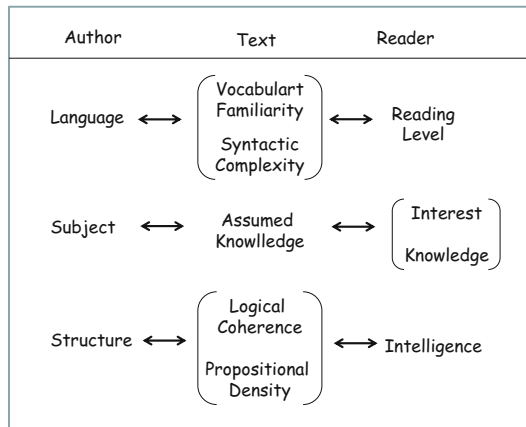 Author Text Reader
Vocabulart
Familiarity
Language Reading
Level
Syntactic
Complexity
Subject Assumed
Knowlledge Interest
Knowledge
Logical
Coherence
Structure Intelligence
Propositional
Density